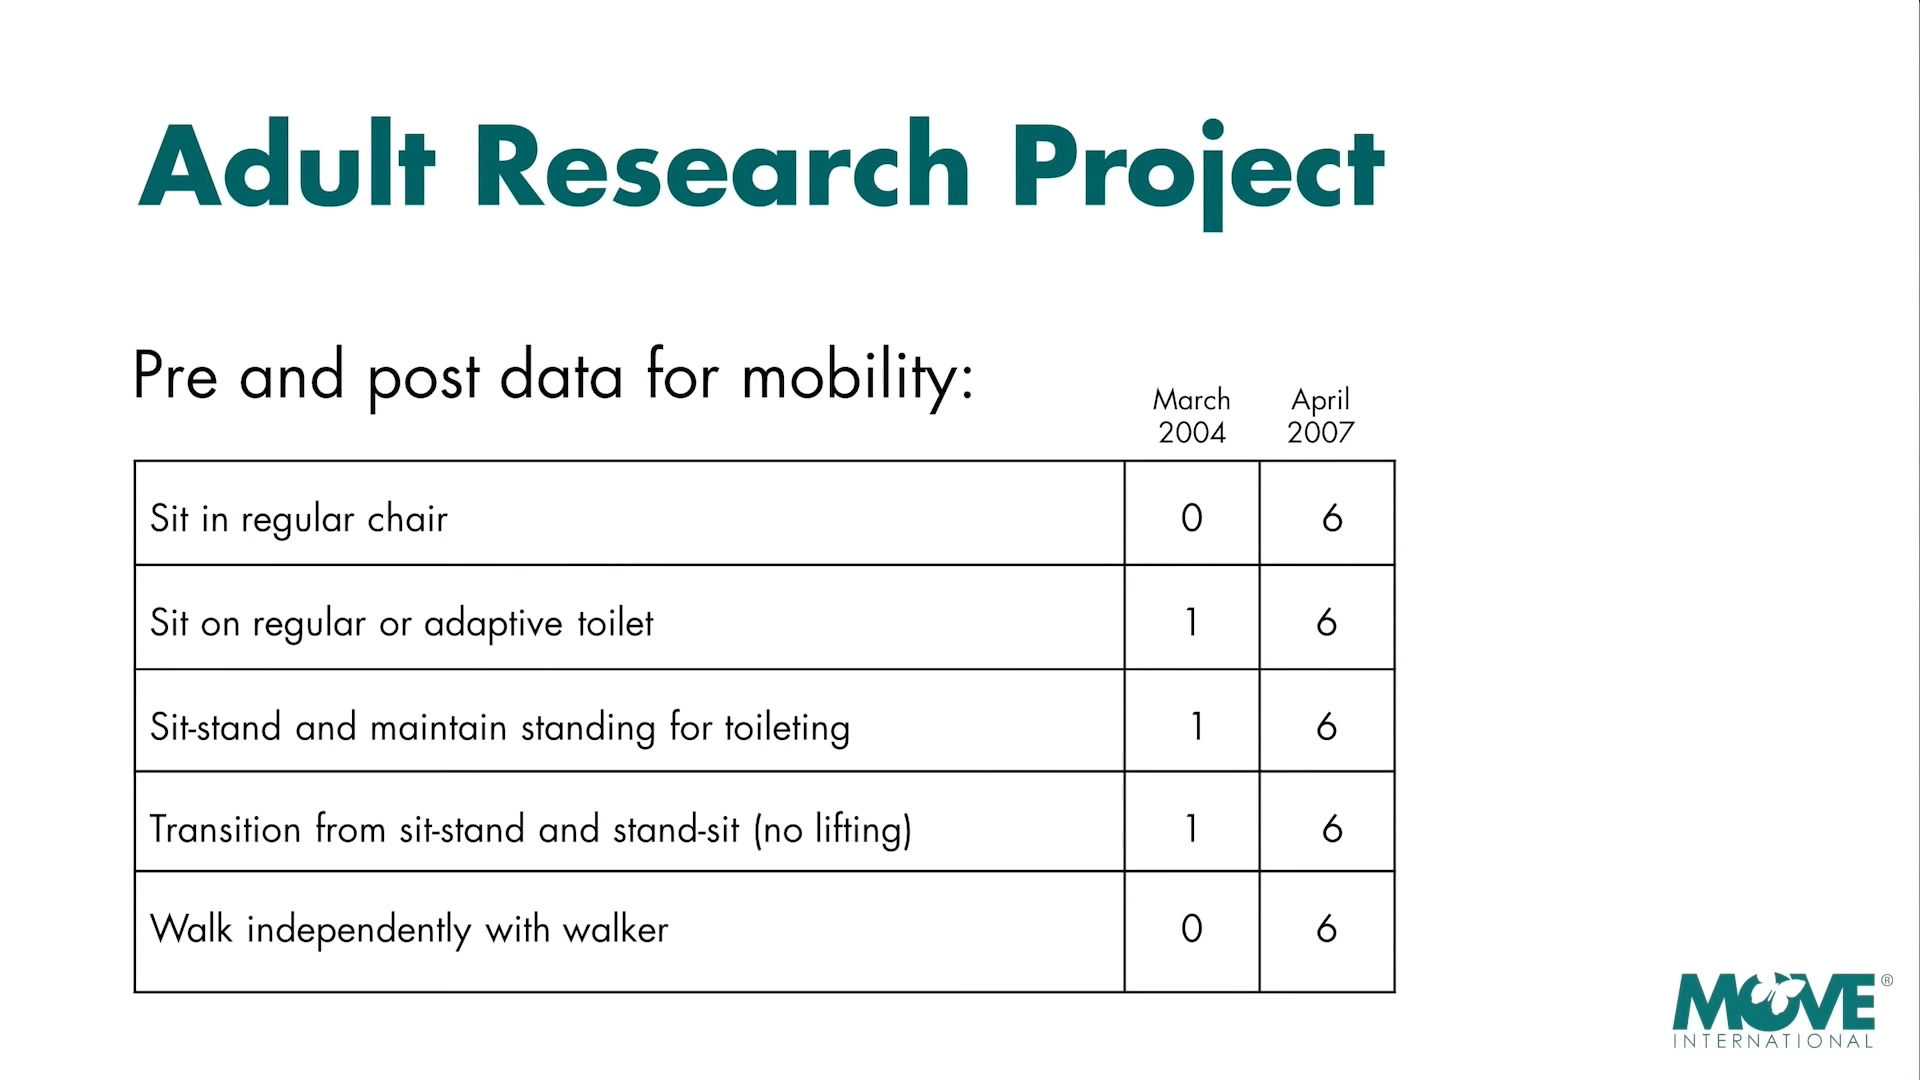 Adult Research Project
Pre and post data for mobility:
March 2004
April 2007
Sit in regular chair 0 6
Sit on regular or adaptive toilet 1 6
Sit-stand and maintain standing for toileting 1 6
Transition from sit-stand and stand-sit (no lifting) 1 6
Walk independently with walker 0 6
MOVE®
INTERNATIONAL